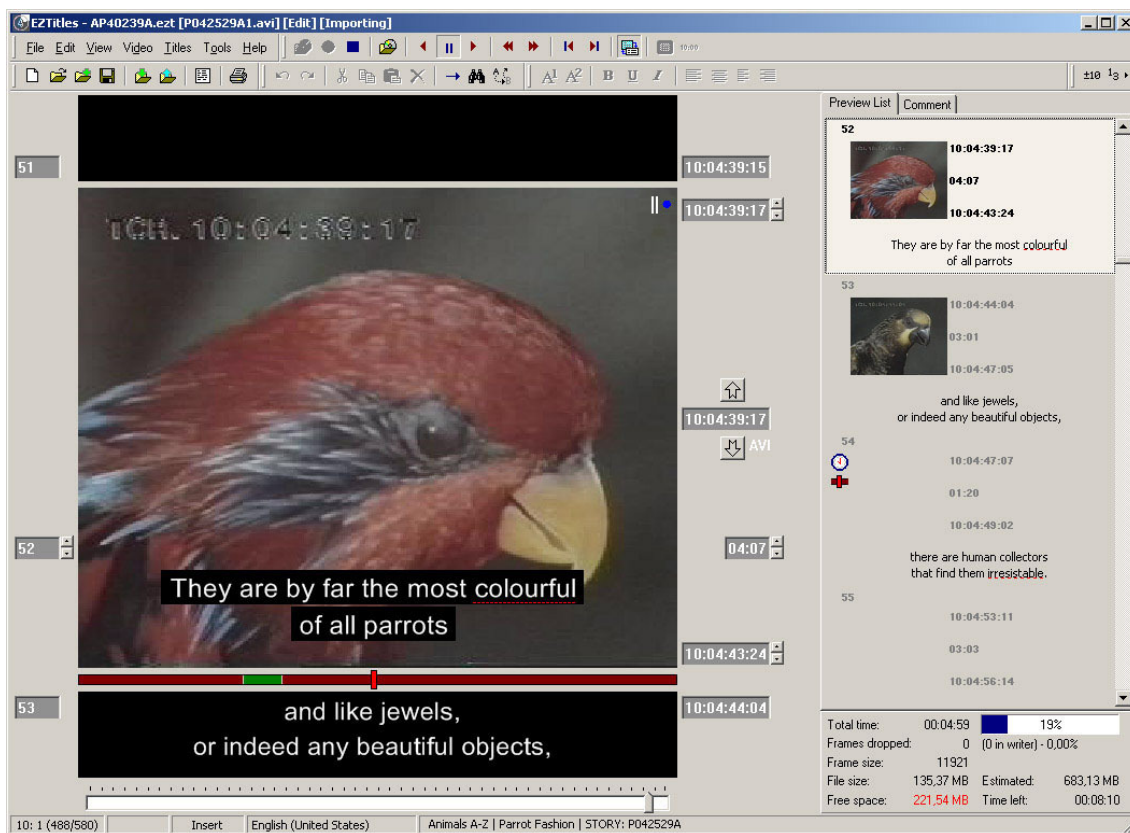 EZTitles - AP40239A.ezt [P042529A1.avi] [Edit] [Importing]
File Edit View Video Titles Tools Help
10:00
A1 A2 B U I
±10 13
51
10:04:39:15
TCR. 10:04:39:17
10:04:39:17
10:04:39:17
AVI
52
04:07
They are by far the most colourful
of all parrots
10:04:43:24
53
10:04:44:04
and like jewels,
or indeed any beautiful objects,
Preview List Comment
52
10:04:39:17
04:07
10:04:43:24
They are by far the most colourful
of all parrots
53
10:04:44:04
03:01
10:04:47:05
and like jewels,
or indeed any beautiful objects,
54
10:04:47:07
01:20
10:04:49:02
there are human collectors
that find them irresistable.
55
10:04:53:11
03:03
10:04:56:14
Total time: 00:04:59 19%
Frames dropped: 0 (0 in writer) - 0,00%
Frame size: 11921
File size: 135,37 MB Estimated: 683,13 MB
Free space: 221,54 MB Time left: 00:08:10
10: 1 (488/580) Insert English (United States) Animals A-Z | Parrot Fashion | STORY: P042529A